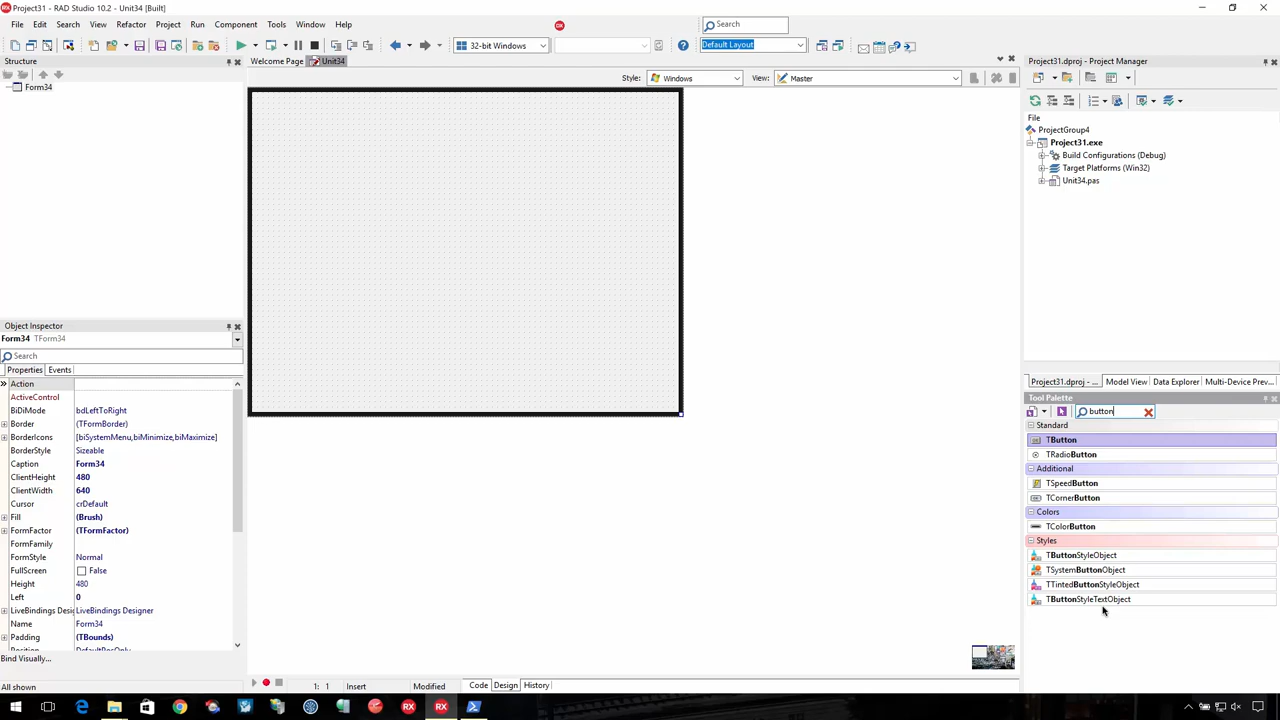 Project31 - RAD Studio 10.2 - Unit34 [Built]
File Edit Search View Refactor Project Run Component Tools Window Help
Search
32-bit Windows
Default Layout
Structure
Welcome Page Unit34
Project31.dproj - Project Manager
Style: Windows View: Master
Form34
File
ProjectGroup4
Project31.exe
Build Configurations (Debug)
Target Platforms (Win32)
Unit34.pas
Object Inspector
Form34 TForm34
Search
Properties Events
Action
ActiveControl
BiDiMode bdLeftToRight
Border (TFormBorder)
BorderIcons [biSystemMenu,biMinimize,biMaximize]
BorderStyle Sizeable
Caption Form34
ClientHeight 480
ClientWidth 640
Cursor crDefault
Fill (Brush)
FormFactor (TFormFactor)
FormFamily
FormStyle Normal
FullScreen False
Height 480
Left 0
LiveBindings Desig LiveBindings Designer
Name Form34
Padding (TBounds)
Position DefaultPosOnly
Bind Visually...
All shown
Project31.dproj - ... Model View Data Explorer Multi-Device Prev...
Tool Palette
button
Standard
TButton
TRadioButton
Additional
TSpeedButton
TCornerButton
Colors
TColorButton
Styles
TButtonStyleObject
TSystemButtonObject
TTintedButtonStyleObject
TButtonStyleTextObject
1: 1 Insert Modified Code Design History